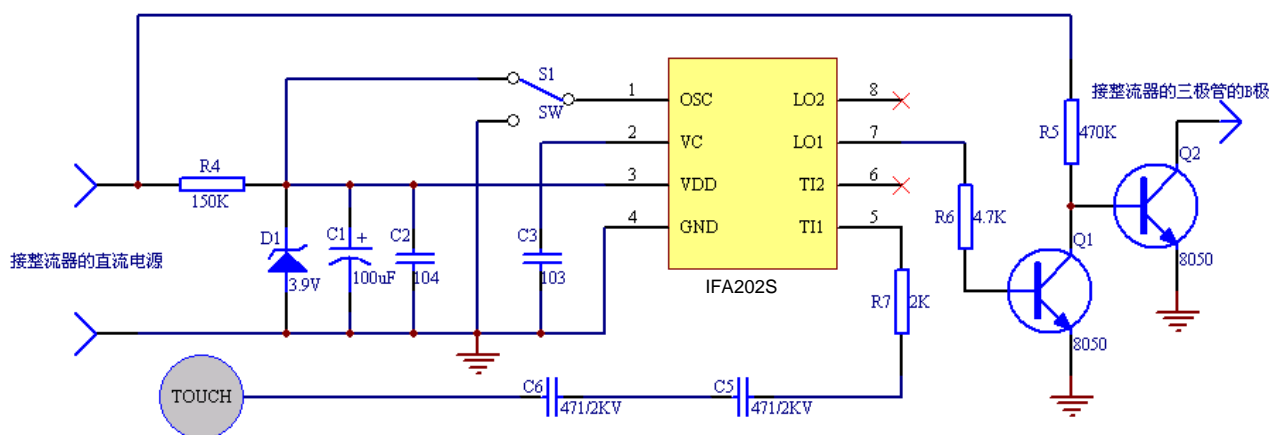 S1
SW
1
OSC
LO2
8
接整流器的三极管的B极
2
VC
LO1
7
R5
470K
Q2
R4
150K
3
VDD
TI2
6
4
GND
TI1
5
R6
4.7K
Q1
8050
D1
3.9V
C1
+
100uF
C2
104
C3
103
接整流器的直流电源
IFA202S
R7
2K
8050
TOUCH
C6
471/2KV
C5
471/2KV